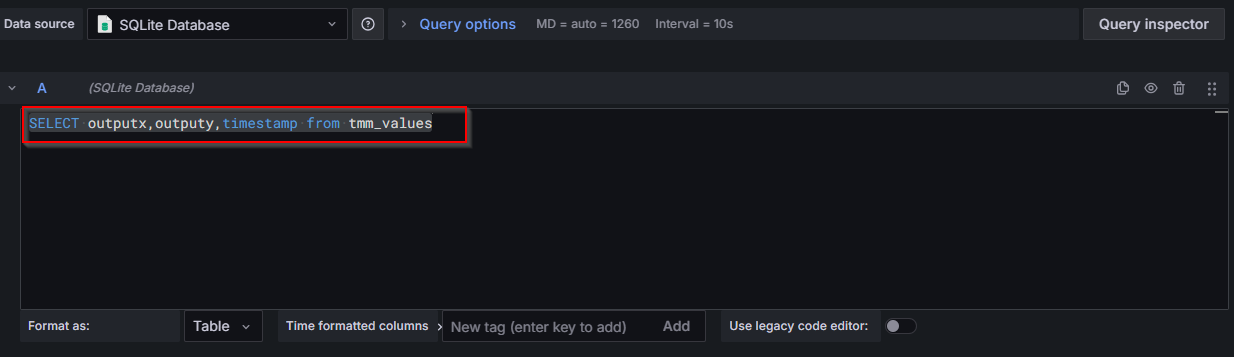 Data source SQLite Database Query options MD = auto = 1260 Interval = 10s Query inspector
A (SQLite Database)
SELECT outputx,outputy,timestamp from tmm_values
Format as: Table Time formatted columns New tag (enter key to add) Add Use legacy code editor: